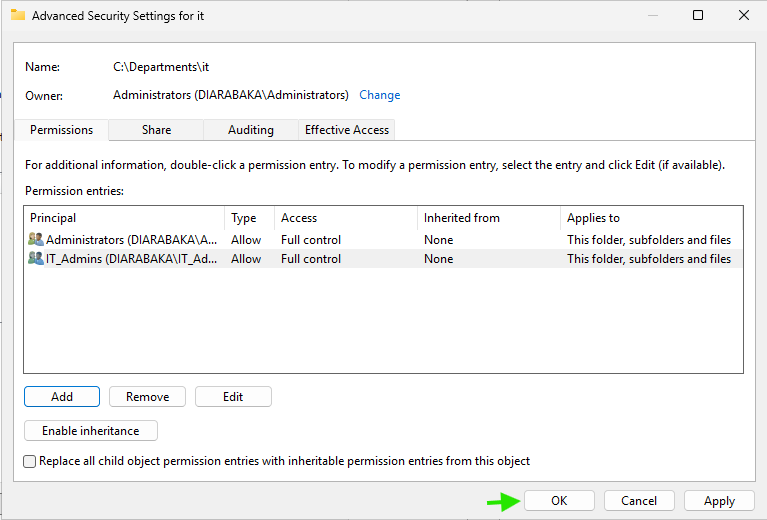 Advanced Security Settings for it
Name: C:\Departments\it
Owner: Administrators (DIARABAKA\Administrators) Change
Permissions Share Auditing Effective Access
For additional information, double-click a permission entry. To modify a permission entry, select the entry and click Edit (if available).
Permission entries:
Principal Type Access Inherited from Applies to
Administrators (DIARABAKA\A... Allow Full control None This folder, subfolders and files
IT_Admins (DIARABAKA\IT_Ad... Allow Full control None This folder, subfolders and files
Add Remove Edit
Enable inheritance
Replace all child object permission entries with inheritable permission entries from this object
OK Cancel Apply